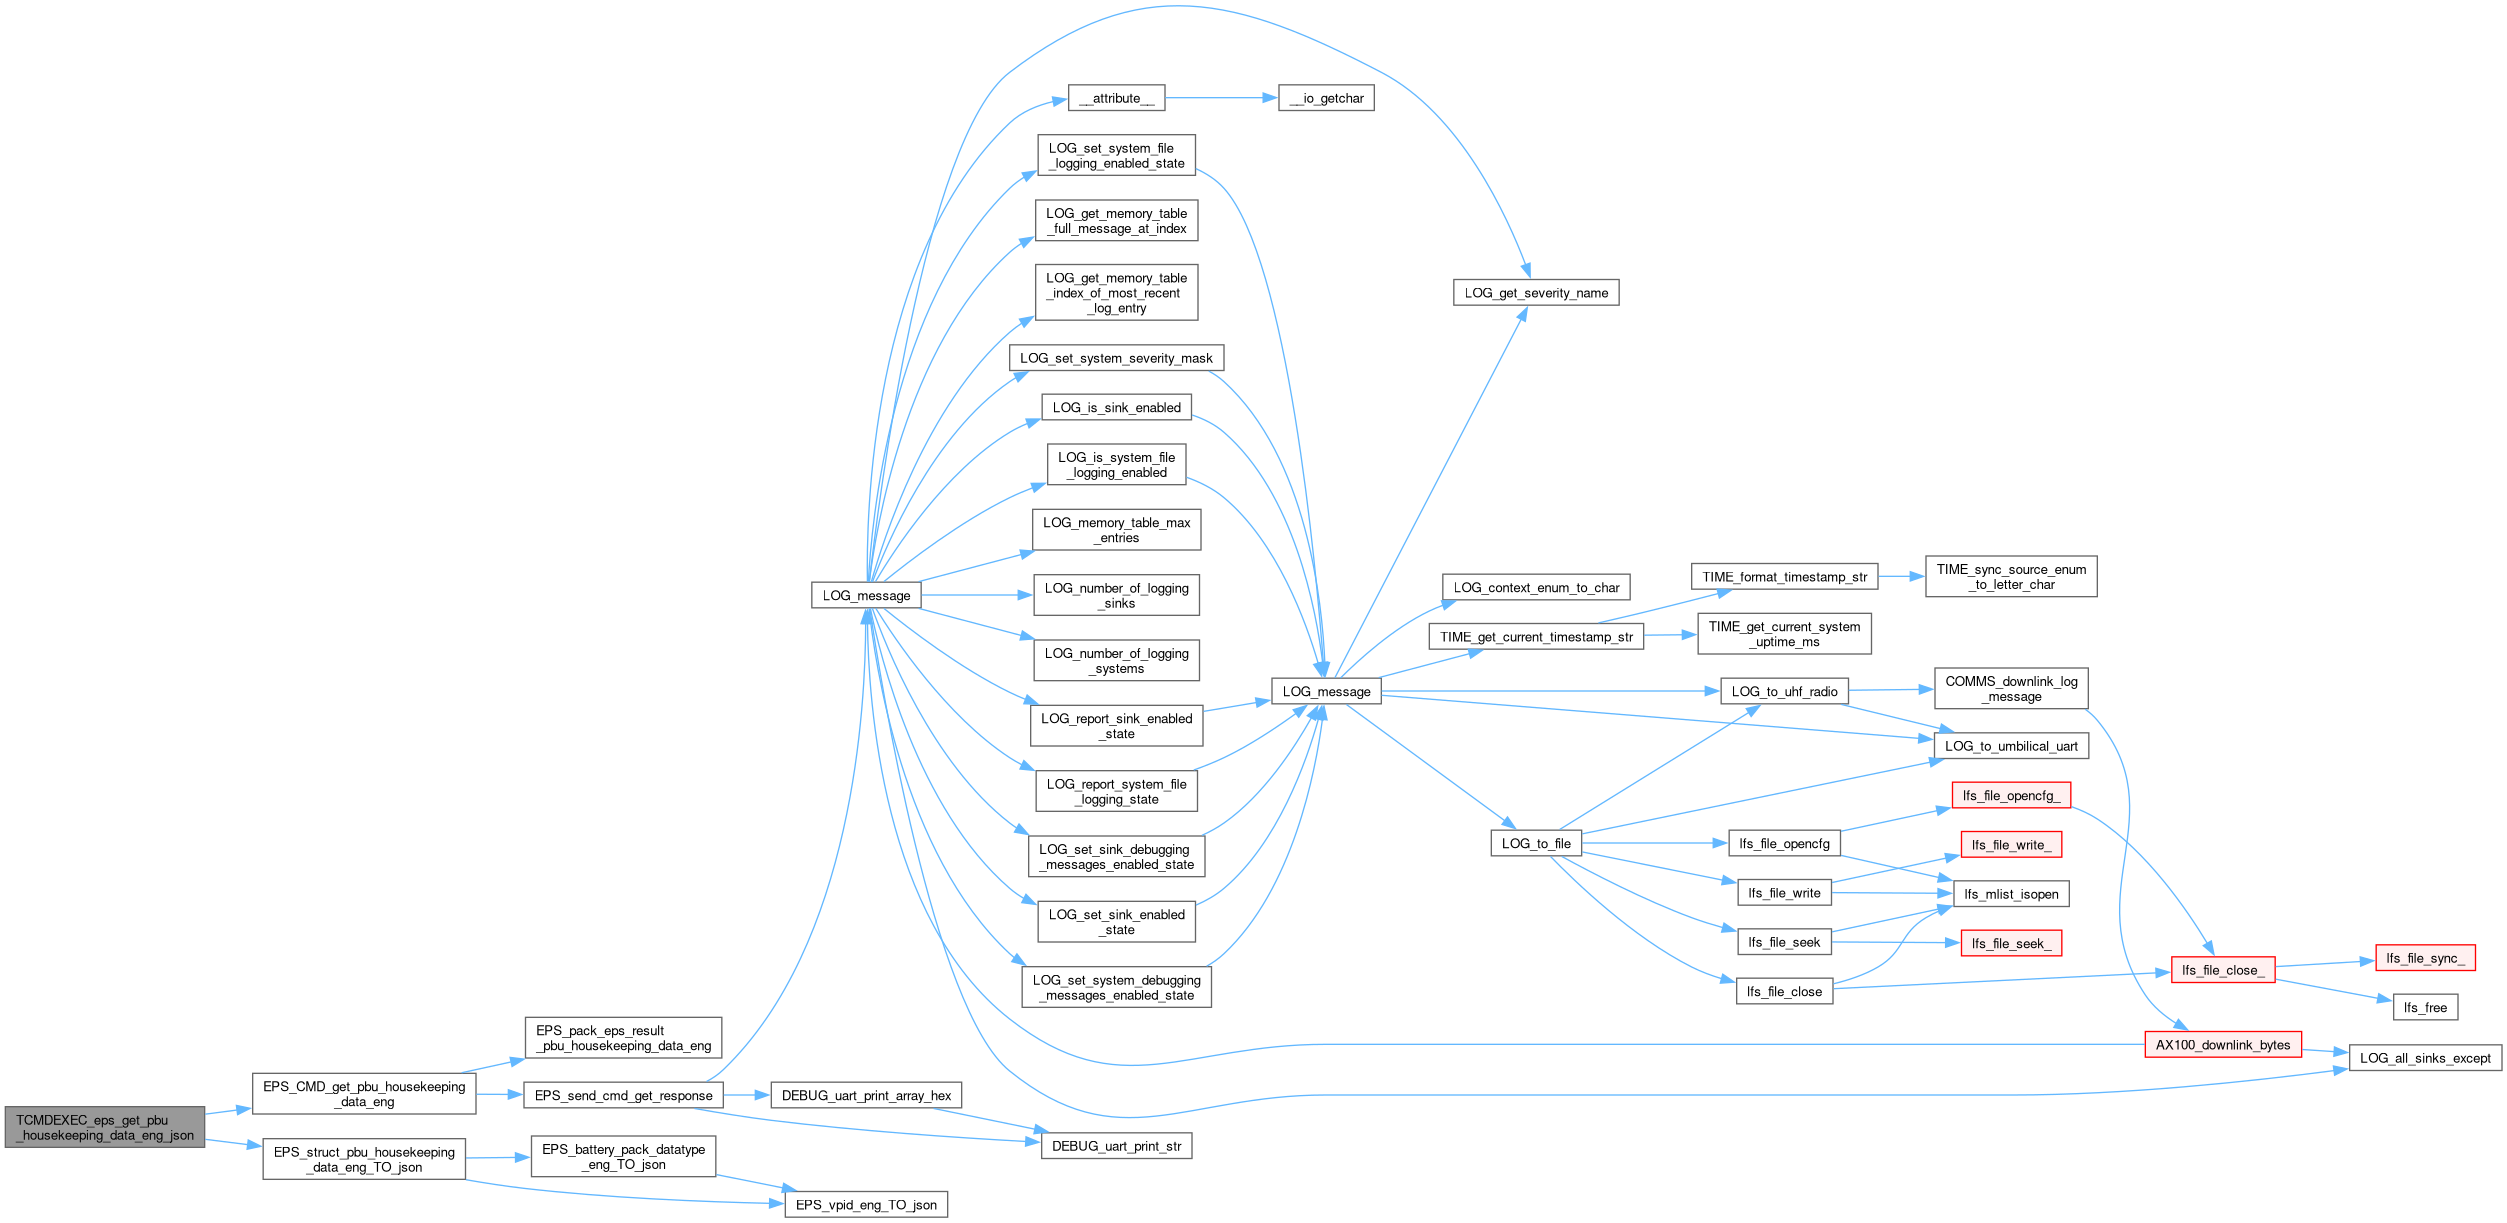 TCMDEXEC_eps_get_pbu
_housekeeping_data_eng_json
EPS_CMD_get_pbu_housekeeping
_data_eng
EPS_struct_pbu_housekeeping
_data_eng_TO_json
EPS_pack_eps_result
_pbu_housekeeping_data_eng
EPS_send_cmd_get_response
EPS_battery_pack_datatype
_eng_TO_json
LOG_message
DEBUG_uart_print_array_hex
EPS_vpid_eng_TO_json
__attribute__
LOG_set_system_file
_logging_enabled_state
LOG_get_memory_table
_full_message_at_index
LOG_get_memory_table
_index_of_most_recent
_log_entry
LOG_set_system_severity_mask
LOG_is_sink_enabled
LOG_is_system_file
_logging_enabled
LOG_memory_table_max
_entries
LOG_number_of_logging
_sinks
LOG_number_of_logging
_systems
LOG_report_sink_enabled
_state
LOG_report_system_file
_logging_state
LOG_set_sink_debugging
_messages_enabled_state
LOG_set_sink_enabled
_state
LOG_set_system_debugging
_messages_enabled_state
DEBUG_uart_print_str
__io_getchar
LOG_message
LOG_get_severity_name
LOG_context_enum_to_char
TIME_get_current_timestamp_str
LOG_to_file
TIME_format_timestamp_str
TIME_get_current_system
_uptime_ms
LOG_to_uhf_radio
lfs_file_opencfg
lfs_file_write
lfs_file_seek
lfs_file_close
TIME_sync_source_enum
_to_letter_char
COMMS_downlink_log
_message
LOG_to_umbilical_uart
lfs_file_opencfg_
lfs_file_write_
lfs_mlist_isopen
lfs_file_seek_
lfs_file_close_
AX100_downlink_bytes
lfs_file_sync_
lfs_free
LOG_all_sinks_except